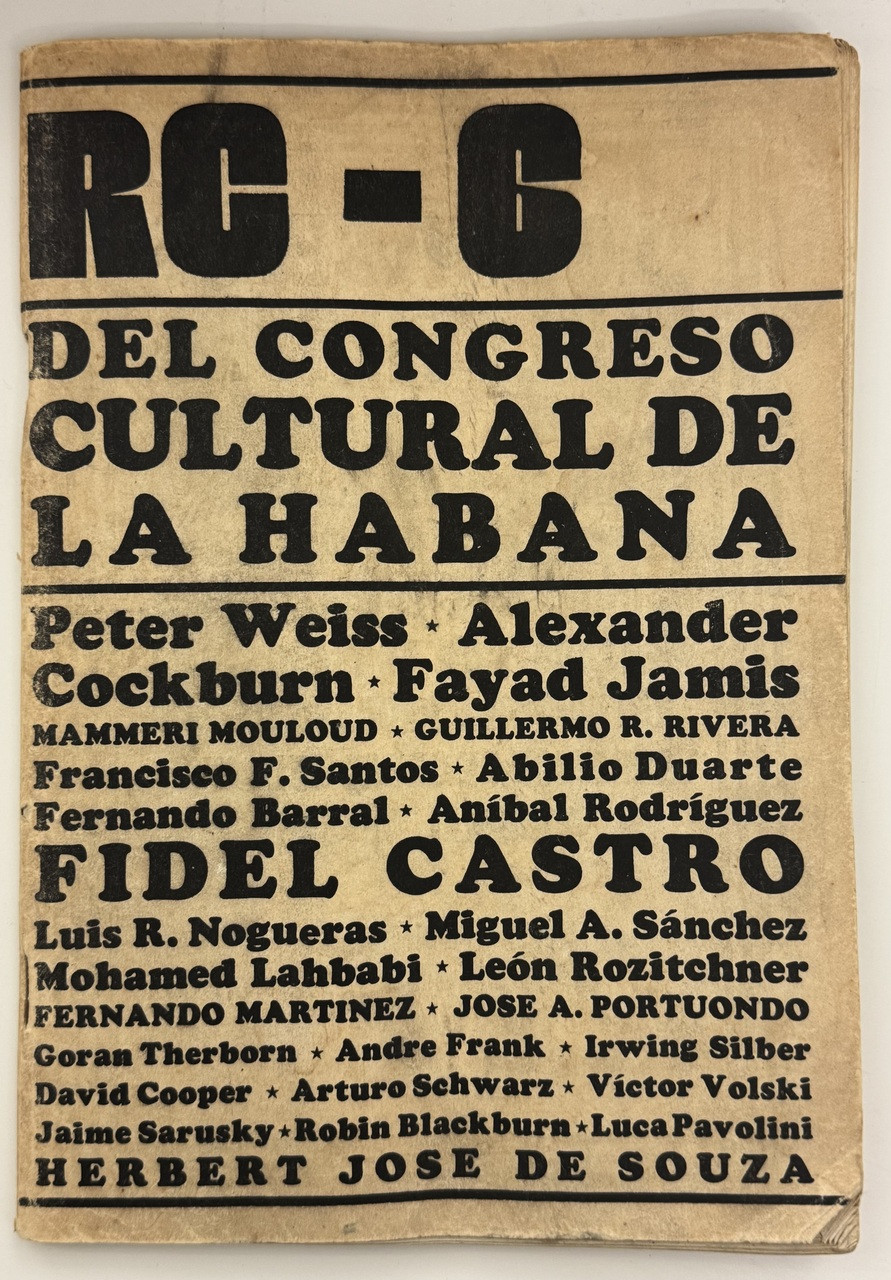 RC - C
DEL CONGRESO
CULTURAL DE
LA HABANA
Peter Weiss ★ Alexander
Cockburn ★ Fayad Jamis
MAMMERI MOULOUD ★ GUILLERMO R. RIVERA
Francisco F. Santos ★ Abilio Duarte
Fernando Barral ★ Aníbal Rodríguez
FIDEL CASTRO
Luis R. Nogueras ★ Miguel A. Sánchez
Mohamed Lahbabi ★ León Rozitchner
FERNANDO MARTINEZ ★ JOSE A. PORTUONDO
Goran Therborn ★ Andre Frank ★ Irwing Silber
David Cooper ★ Arturo Schwarz ★ Víctor Volski
Jaime Sarusky ★ Robin Blackburn ★ Luca Pavolini
HERBERT JOSE DE SOUZA